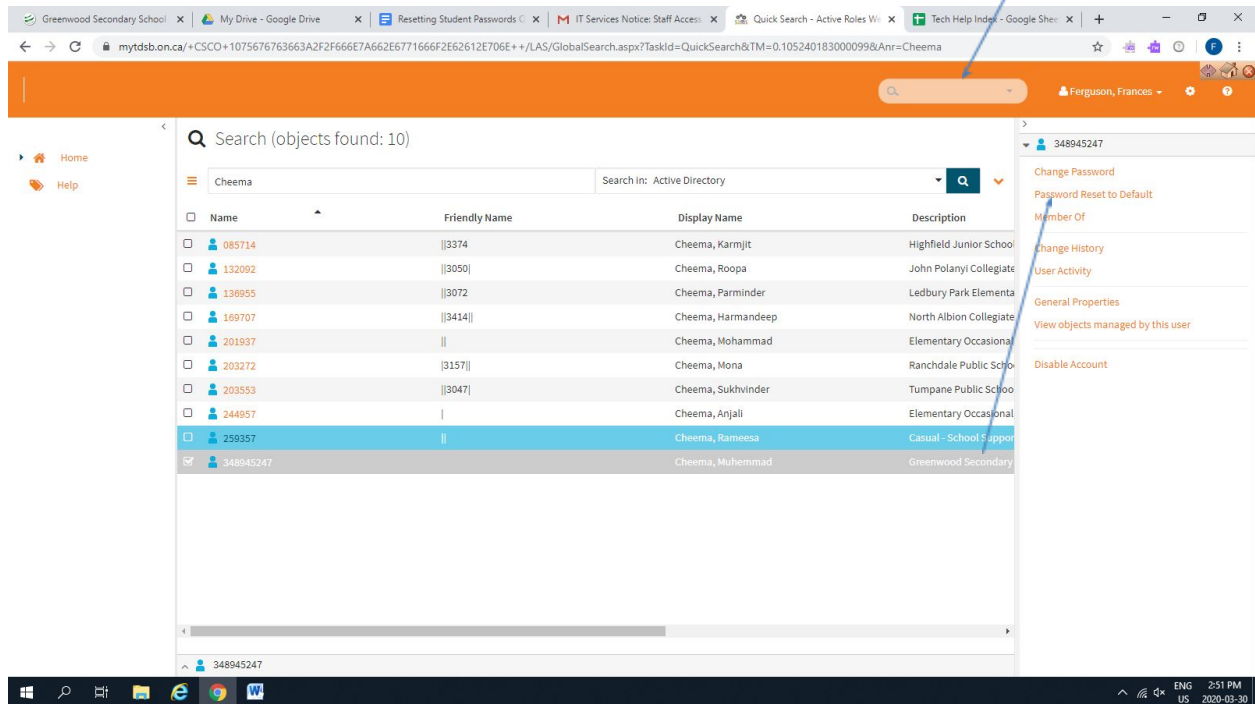 Greenwood Secondary School
My Drive - Google Drive
Resetting Student Passwords
IT Services Notice: Staff Access
Quick Search - Active Roles
Tech Help Index - Google Shee
mytdsb.on.ca/+CSCO+1075676763663A2F2F666E7A662E6771666F2E62612E706E++/LAS/GlobalSearch.aspx?TaskId=QuickSearch&TM=0.105240183000099&Anr=Cheema
Ferguson, Frances
Home
Help
Search (objects found: 10)
Cheema Search in: Active Directory
Name Friendly Name Display Name Description
085714 ||3374 Cheema, Karmjit Highfield Junior School
132092 ||3050| Cheema, Roopa John Polanyi Collegiate
136955 ||3072 Cheema, Parminder Ledbury Park Elementa
169707 ||3414|| Cheema, Harmandeep North Albion Collegiate
201937 || Cheema, Mohammad Elementary Occasional
203272 |3157|| Cheema, Mona Ranchdale Public Scho
203553 ||3047| Cheema, Sukhvinder Tumpane Public Schoo
244957 | Cheema, Anjali Elementary Occasional
259357 || Cheema, Rameesa Casual - School Suppor
348945247 Cheema, Muhemmad Greenwood Secondary
348945247
348945247
Change Password
Password Reset to Default
Member Of
Change History
User Activity
General Properties
View objects managed by this user
Disable Account
ENG 2:51 PM
US 2020-03-30